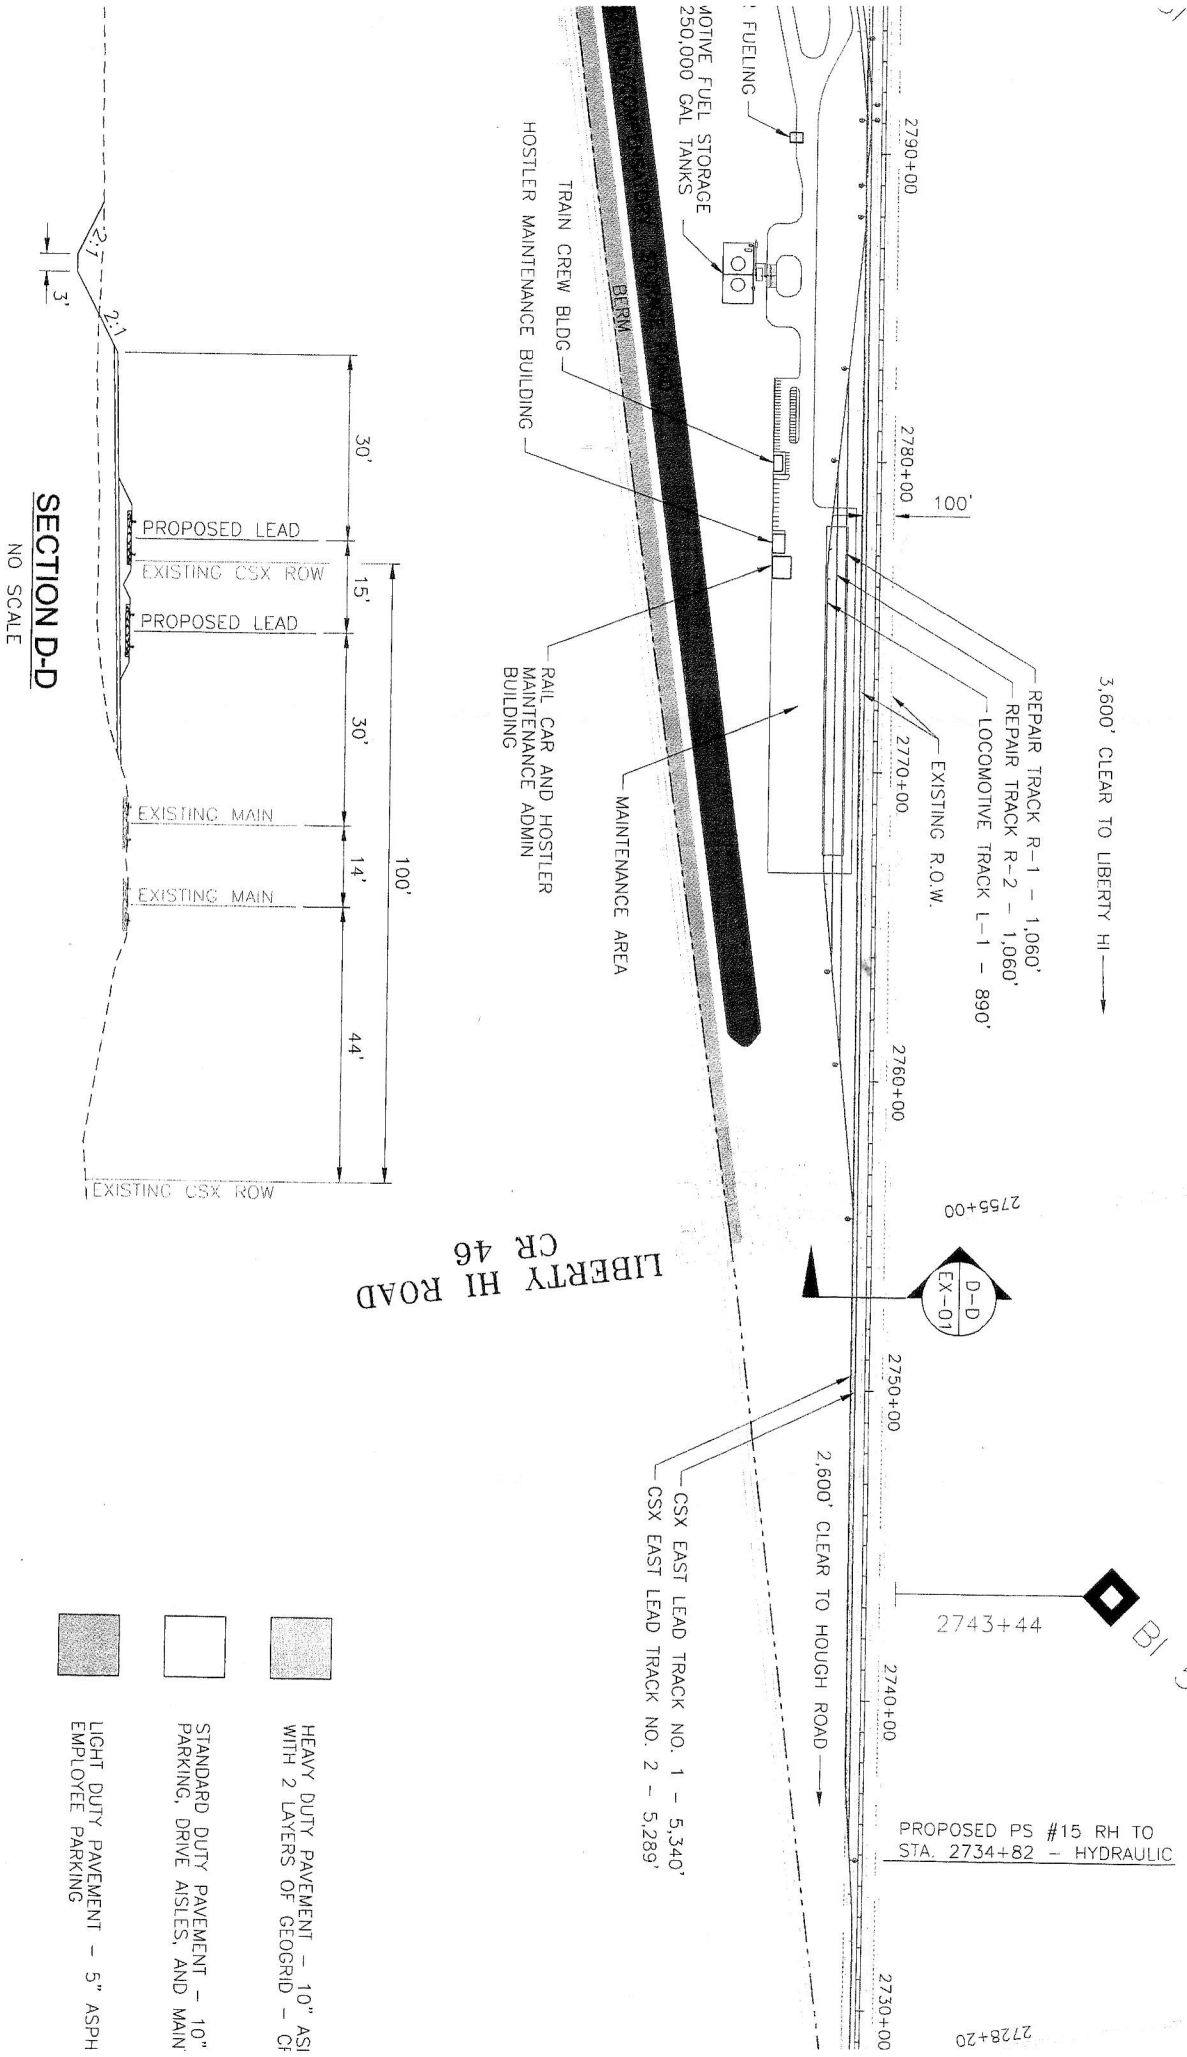 2790+00
2780+00
100'
3,600' CLEAR TO LIBERTY HI
REPAIR TRACK R-1 - 1,060'
REPAIR TRACK R-2 - 1,060'
LOCOMOTIVE TRACK L-1 - 890'
EXISTING R.O.W.
2770+00
2760+00
2755+00
D-D
EX-01
2750+00
2,600' CLEAR TO HOUGH ROAD
2743+44
2740+00
PROPOSED PS #15 RH TO
STA. 2734+82 - HYDRAULIC
2730+00
2728+20
FUELING
MOTIVE FUEL STORAGE
250,000 GAL TANKS
BERM
TRAIN CREW BLDG
HOSTLER MAINTENANCE BUILDING
RAIL CAR AND HOSTLER
MAINTENANCE ADMIN
BUILDING
MAINTENANCE AREA
LIBERTY HI ROAD
CR 46
CSX EAST LEAD TRACK NO. 1 - 5,340'
CSX EAST LEAD TRACK NO. 2 - 5,289'
2:1
3'
2:1
30'
PROPOSED LEAD
EXISTING CSX ROW
15'
PROPOSED LEAD
30'
EXISTING MAIN
14'
EXISTING MAIN
100'
44'
EXISTING CSX ROW
SECTION D-D
NO SCALE
HEAVY DUTY PAVEMENT - 10"
WITH 2 LAYERS OF GEOGRID -
STANDARD DUTY PAVEMENT - 10"
PARKING, DRIVE AISLES, AND
LIGHT DUTY PAVEMENT - 5" ASPH
EMPLOYEE PARKING